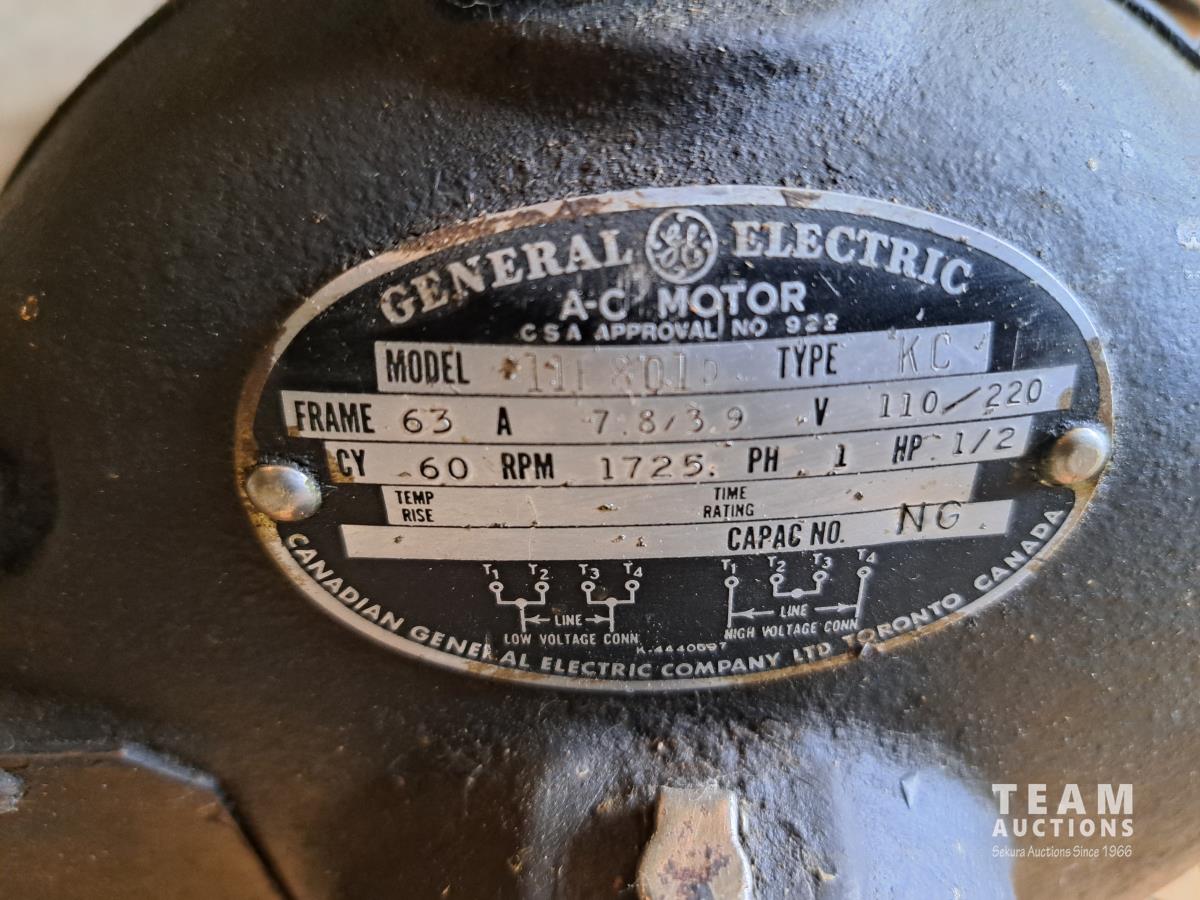 GENERAL GE ELECTRIC
A-C MOTOR
CSA APPROVAL NO 922
MODEL TYPE KC
FRAME 63 A 7.8/3.9 V 110/220
CY 60 RPM 1725 PH 1 HP 1/2
TEMP RISE TIME RATING
CAPAC NO. NG
T1 T2 T3 T4 T1 T2 T3 T4
LINE LINE
LOW VOLTAGE CONN HIGH VOLTAGE CONN
CANADIAN GENERAL ELECTRIC COMPANY LTD TORONTO CANADA
TEAM
AUCTIONS
Sekura Auctions Since 1966